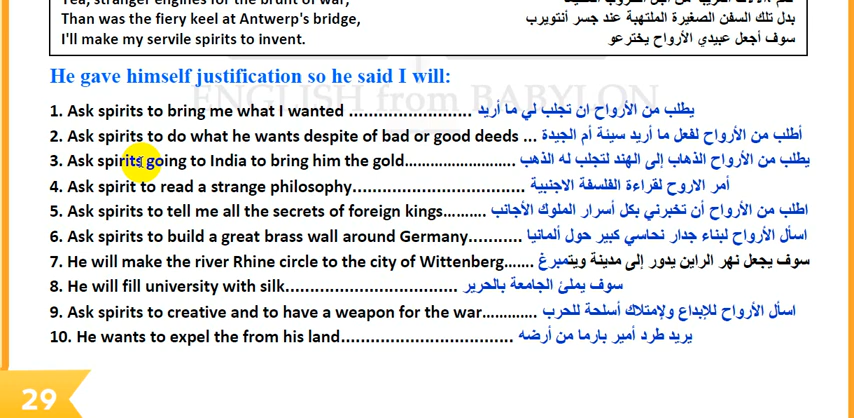 Than was the fiery keel at Antwerp's bridge,
بدل تلك السفن الصغيرة الملتهبة عند جسر أنتويرب
I'll make my servile spirits to invent.
سوف أجعل عبيدي الأرواح يخترعو
He gave himself justification so he said I will:
ENGLISH from BABYLON
1. Ask spirits to bring me what I wanted ........................ يطلب من الأرواح ان تجلب لي ما أريد
2. Ask spirits to do what he wants despite of bad or good deeds ... أطلب من الأرواح لفعل ما أريد سيئة أم الجيدة
3. Ask spirits going to India to bring him the gold........................... يطلب من الأرواح الذهاب إلى الهند لتجلب له الذهب
4. Ask spirit to read a strange philosophy.................................. أمر الروح لقراءة الفلسفة الاجنبية
5. Ask spirits to tell me all the secrets of foreign kings.......... اطلب من الأرواح أن تخبرني بكل أسرار الملوك الأجانب
6. Ask spirits to build a great brass wall around Germany............ اسأل الأرواح لبناء جدار نحاسي كبير حول ألمانيا
7. He will make the river Rhine circle to the city of Wittenberg....... سوف يجعل نهر الراين يدور إلى مدينة ويتمبرغ
8. He will fill university with silk................................... سوف يملئ الجامعة بالحرير
9. Ask spirits to creative and to have a weapon for the war............. اسأل الأرواح للإبداع ولإمتلاك أسلحة للحرب
10. He wants to expel the from his land................................... يريد طرد أمير بارما من أرضه
29